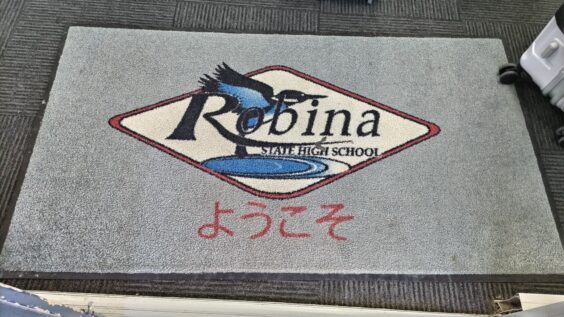 Robina
STATE HIGH SCHOOL
ようこそ